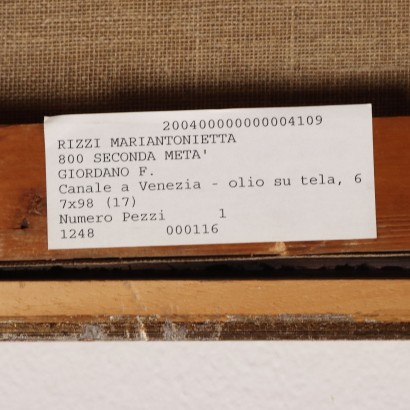 200400000000004109
RIZZI MARIANTONIETTA
800 SECONDA META'
GIORDANO F.
Canale a Venezia - olio su tela, 6
7x98 (17)
Numero Pezzi 1
1248 000116